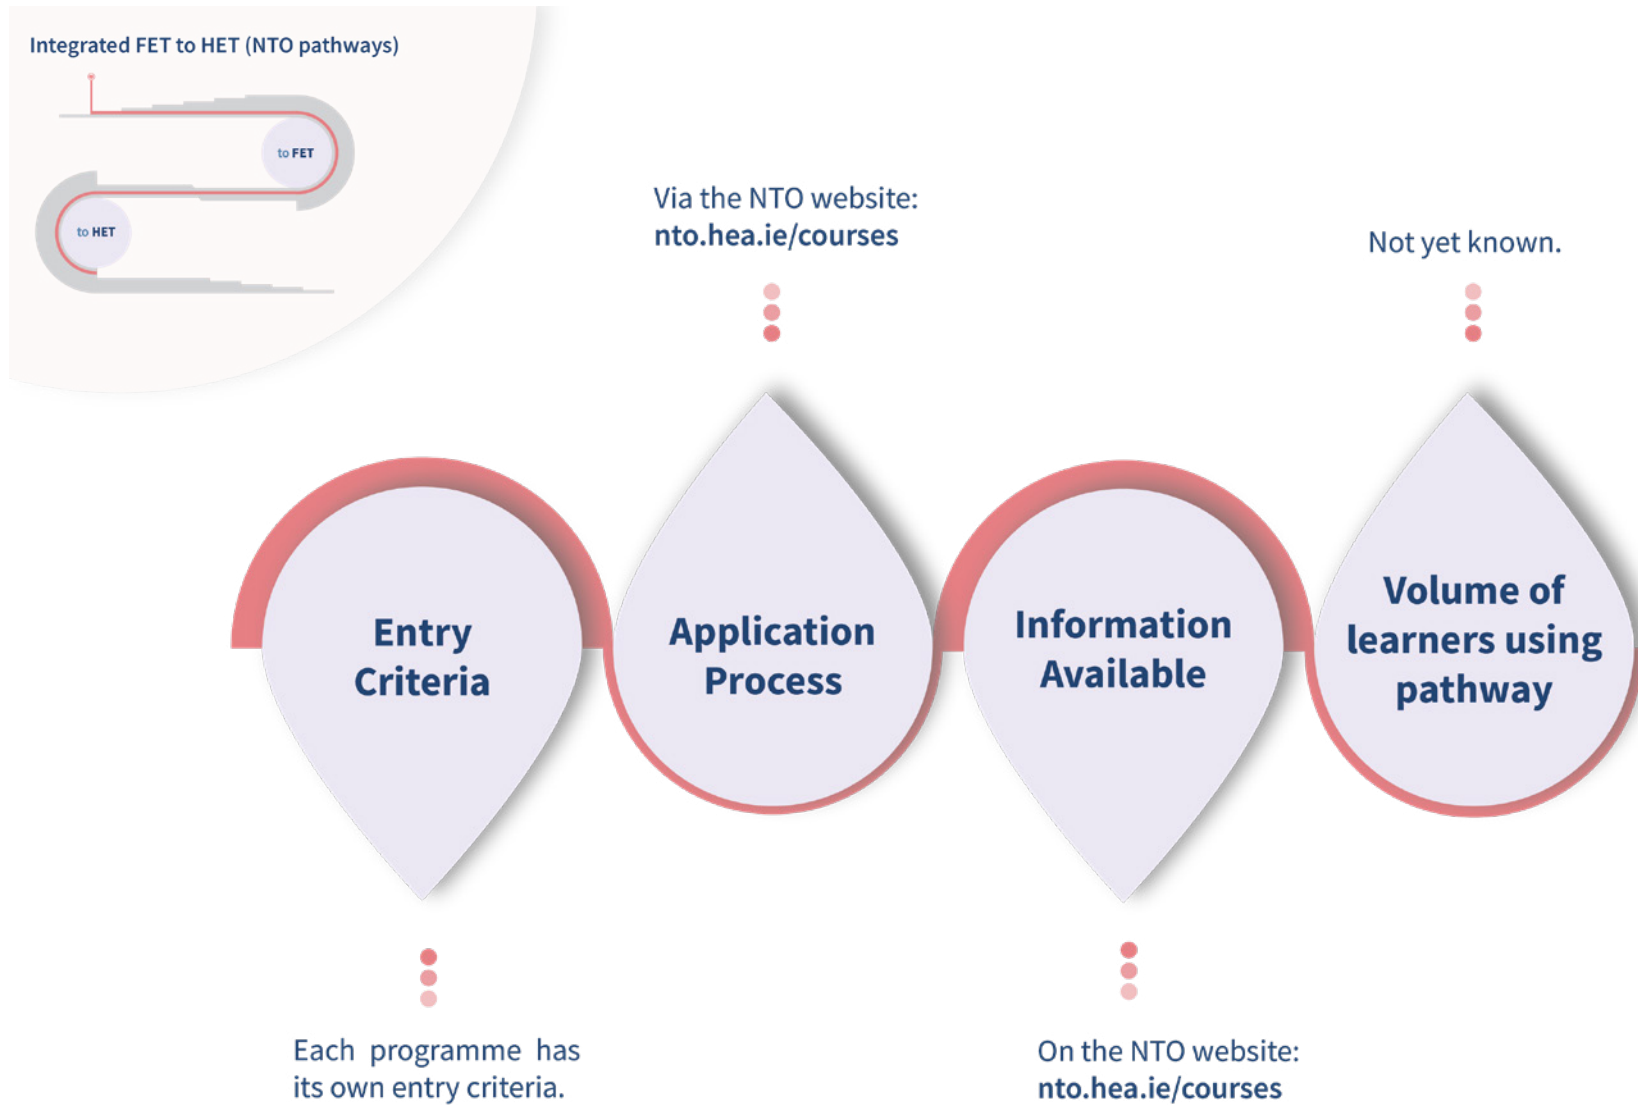 Integrated FET to HET (NTO pathways)
to FET
to HET
Via the NTO website:
nto.hea.ie/courses
Not yet known.
Entry
Criteria
Application
Process
Information
Available
Volume of
learners using
pathway
Each programme has
its own entry criteria.
On the NTO website:
nto.hea.ie/courses